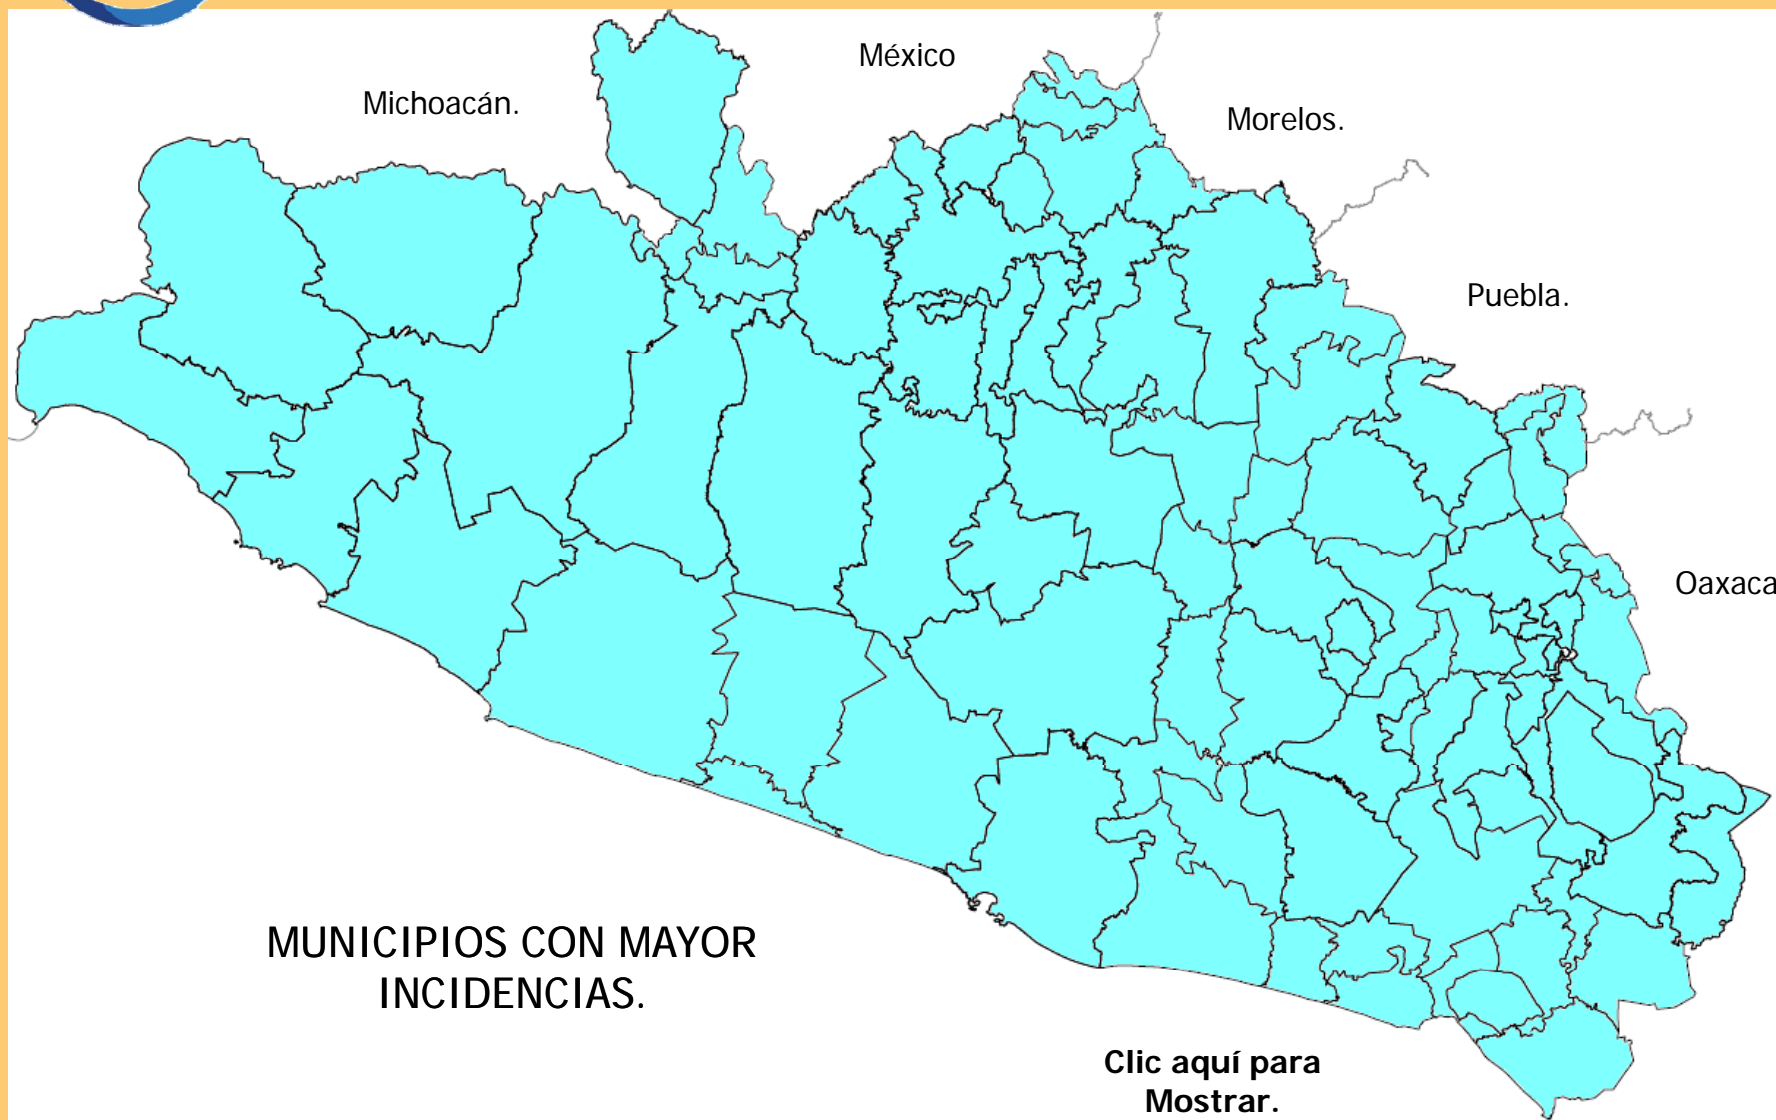 México
Michoacán.
Morelos.
Puebla.
Oaxaca
MUNICIPIOS CON MAYOR
INCIDENCIAS.
Clic aquí para
Mostrar.